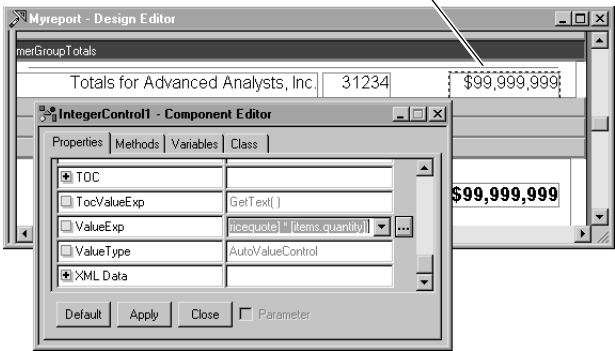 Myreport - Design Editor
merGroupTotals
Totals for Advanced Analysts, Inc. 31234 $99,999,999
IntegerControl1 - Component Editor
Properties Methods Variables Class
TOC
TocValueExp GetText( )
ValueExp ricequote] * [items.quantity)] ...
ValueType AutoValueControl
XML Data
$99,999,999
Default Apply Close Parameter